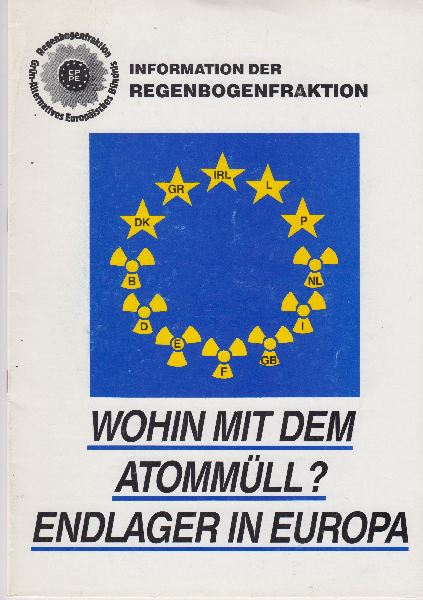 Regenbogenfraktion
Grün-Alternatives Europäisches Bündnis
EP
PE
INFORMATION DER
REGENBOGENFRAKTION
IRL
GR
L
DK
P
B
NL
D
I
E
GB
F
WOHIN MIT DEM
ATOMMÜLL?
ENDLAGER IN EUROPA